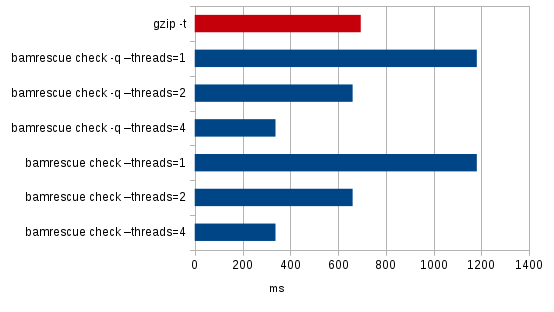 gzip -t
bamrescue check -q –threads=1
bamrescue check -q –threads=2
bamrescue check -q –threads=4
bamrescue check –threads=1
bamrescue check –threads=2
bamrescue check –threads=4
0 200 400 600 800 1000 1200 1400
ms